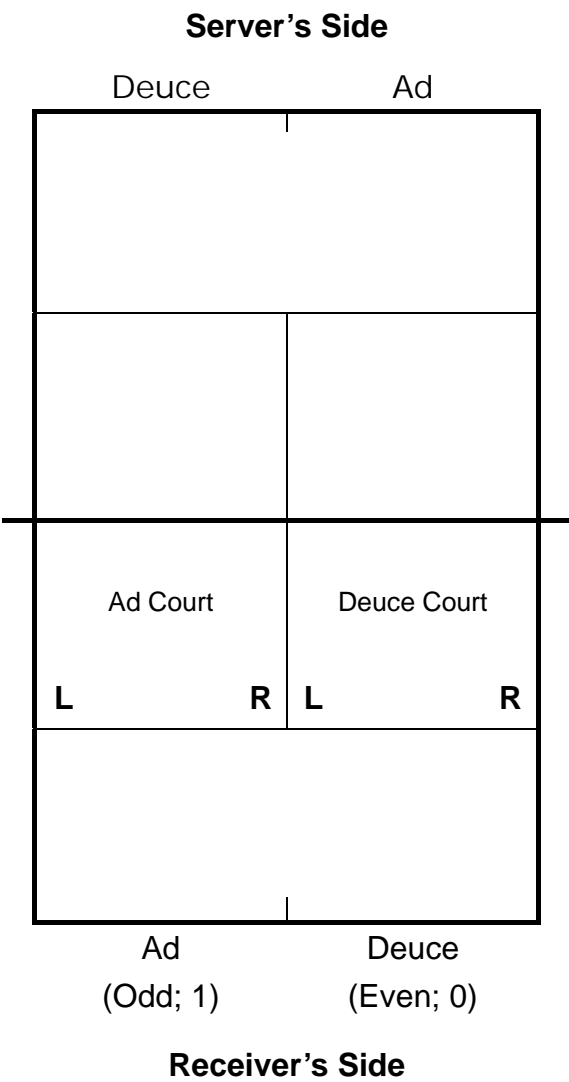 Server’s Side
Deuce Ad
Ad Court Deuce Court
L R L R
Ad Deuce
(Odd; 1) (Even; 0)
Receiver’s Side